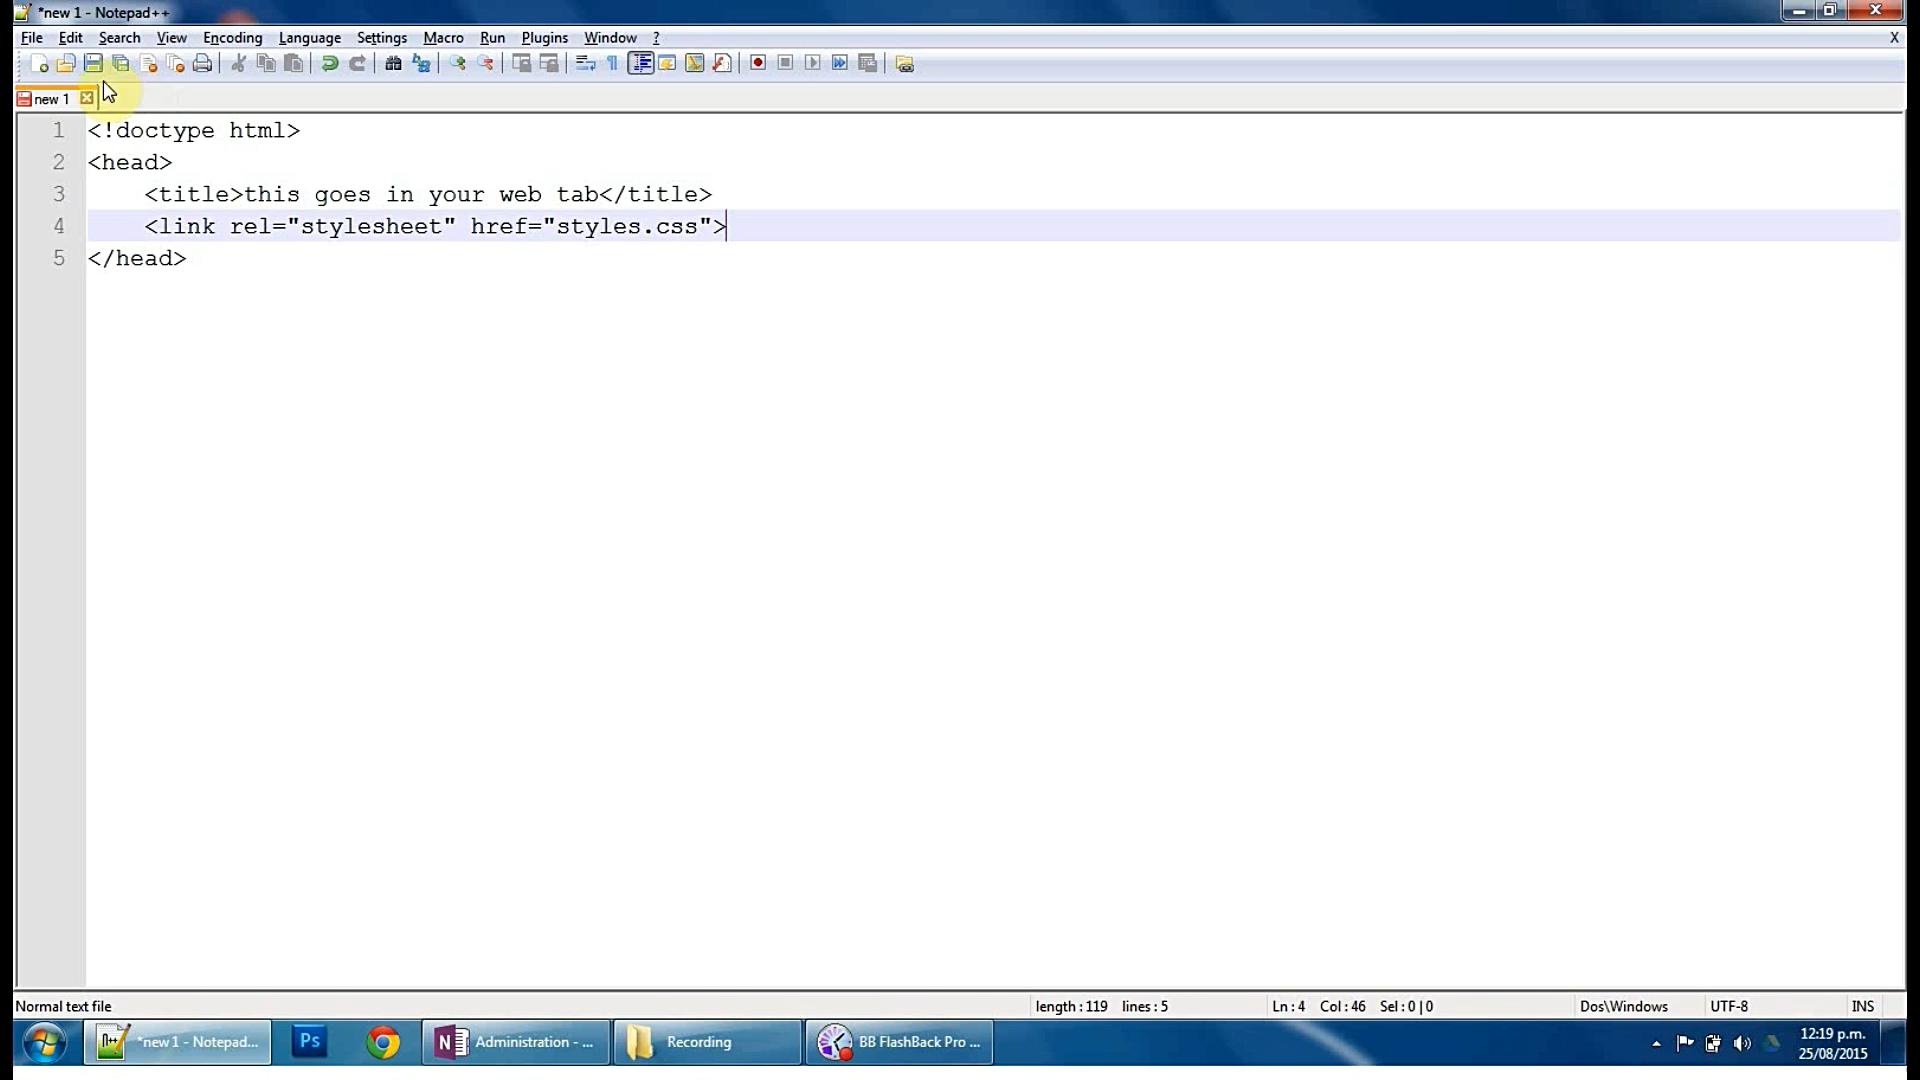 *new 1 - Notepad++
File Edit Search View Encoding Language Settings Macro Run Plugins Window ? X
new 1
1 <!doctype html>
2 <head>
3 <title>this goes in your web tab</title>
4 <link rel="stylesheet" href="styles.css">
5 </head>
Normal text file length : 119 lines : 5 Ln : 4 Col : 46 Sel : 0 | 0 Dos\Windows UTF-8 INS
*new 1 - Notepad... Ps Administration - ... Recording BB FlashBack Pro ... 12:19 p.m.
25/08/2015